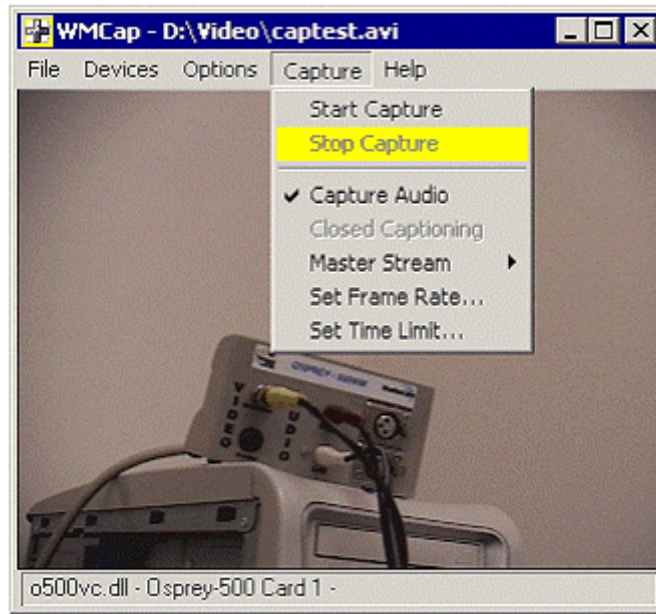 WMCap - D:\Video\captest.avi
File Devices Options Capture Help
Start Capture
Stop Capture
Capture Audio
Closed Captioning
Master Stream
Set Frame Rate...
Set Time Limit...
VIDEO
AUDIO
o500vc.dll - Osprey-500 Card 1 -